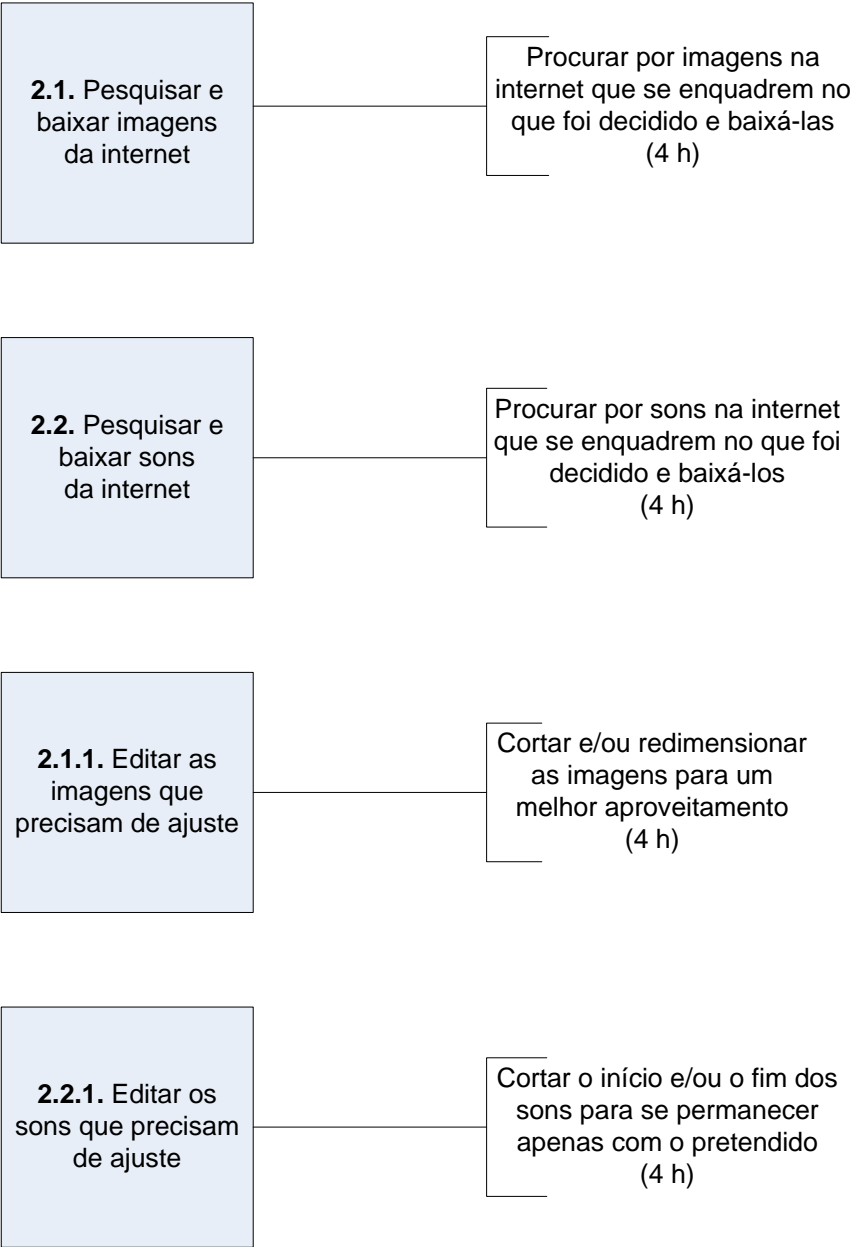 2.1. Pesquisar e
baixar imagens
da internet
Procurar por imagens na
internet que se enquadrem no
que foi decidido e baixá-las
(4 h)
2.2. Pesquisar e
baixar sons
da internet
Procurar por sons na internet
que se enquadrem no que foi
decidido e baixá-los
(4 h)
2.1.1. Editar as
imagens que
precisam de ajuste
Cortar e/ou redimensionar
as imagens para um
melhor aproveitamento
(4 h)
2.2.1. Editar os
sons que precisam
de ajuste
Cortar o início e/ou o fim dos
sons para se permanecer
apenas com o pretendido
(4 h)